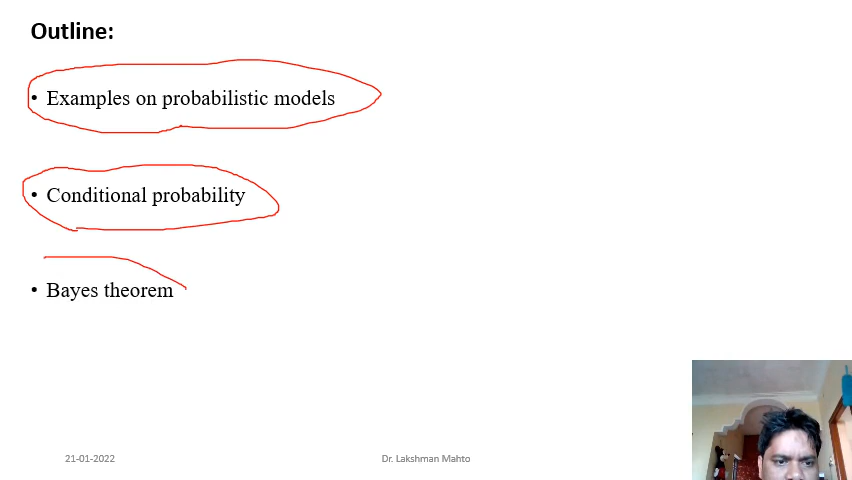 Outline:
• Examples on probabilistic models
• Conditional probability
• Bayes theorem
21-01-2022
Dr. Lakshman Mahto